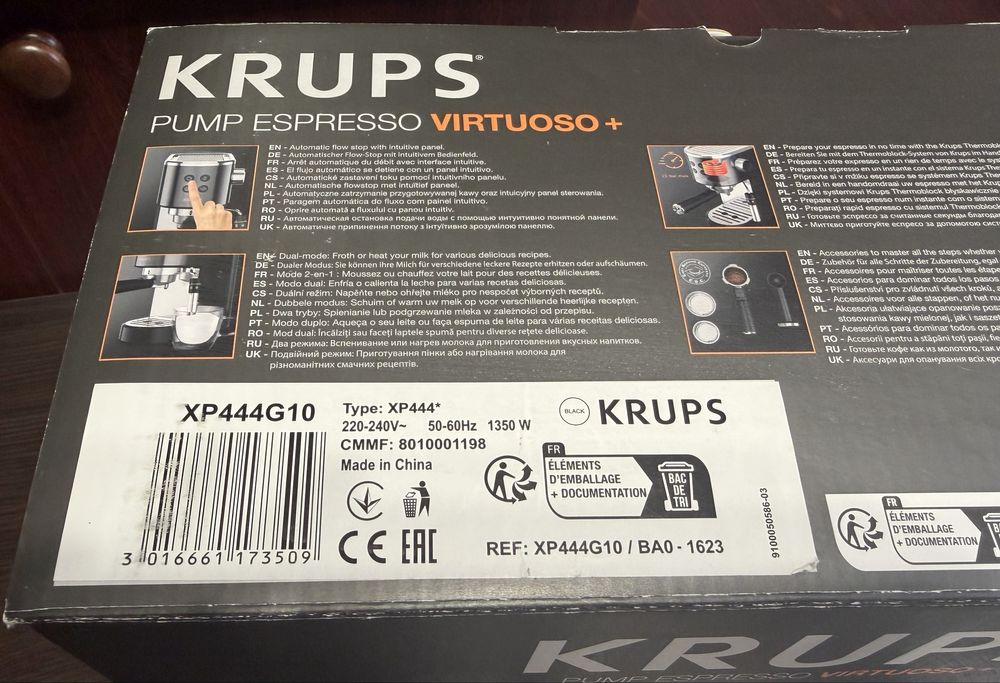 KRUPS®
PUMP ESPRESSO VIRTUOSO +
EN - Automatic flow stop with intuitive panel.
DE - Automatischer Flow-Stop mit intuitivem Bedienfeld.
FR - Arrêt automatique du débit avec interface intuitive.
ES - El flujo automático se detiene con un panel intuitivo.
CS - Automatické zastavení toku pomocí intuitivního panelu.
NL - Automatische flowstop met intuïtief paneel.
PL - Automatyczne zatrzymanie przygotowywanej kawy oraz intuicyjny panel sterowania.
PT - Paragem automática do fluxo com painel intuitivo.
RO - Oprire automată a fluxului cu panou intuitiv.
RU - Автоматическая остановка подачи воды с помощью интуитивно понятной панели.
UK - Автоматичне припинення потоку з інтуїтивно зрозумілою панеллю.
EN - Prepare your espresso in no time with the Krups
DE - Bereiten Sie mit dem Thermoblock-System von Krups im
FR - Préparez votre expresso en un rien de temps avec le
ES - Prepara tu espresso en un instante con el sistema Krups
CS - Připravte si v mžiku espresso se systémem Krups
NL - Bereid in een handomdraai uw espresso met het
PL - Dzięki systemowi Krups Thermoblock błyskawicznie
PT - Prepare o seu espresso num instante com o
RO - Preparați rapid espresso cu sistemul
RU - Готовьте эспрессо за считанные секунды
UK - Миттєво приготуйте еспресо за допомогою
EN - Dual-mode: Froth or heat your milk for various delicious recipes.
DE - Dualer Modus: Sie können Ihre Milch für verschiedene leckere Rezepte erhitzen oder aufschäumen.
FR - Mode 2-en-1 : Moussez ou chauffez votre lait pour des recettes délicieuses.
ES - Modo dual: Enfría o calienta la leche para varias recetas deliciosas.
CS - Duální režim: Napěňte nebo ohřejte mléko pro nespočet výborných receptů.
NL - Dubbele modus: Schuim of warm uw melk op voor verschillende heerlijke recepten.
PL - Dwa tryby: Spienianie lub podgrzewanie mleka w zależności od przepisu.
PT - Modo duplo: Aqueça o seu leite ou faça espuma de leite para várias receitas deliciosas.
RO - Mod dual: Încălziți sau faceți laptele spumă pentru diverse rețete delicioase.
RU - Два режима: Вспенивание или нагрев молока для приготовления вкусных напитков.
UK - Подвійний режим: Приготування пінки або нагрівання молока для
різноманітних смачних рецептів.
EN - Accessories to master all the steps
DE - Zubehör für alle Schritte der Zubereitung,
FR - Accessoires pour maîtriser toutes les
ES - Accesorios para dominar todos los
CS - Příslušenství pro zvládnutí všech
NL - Accessoires voor alle stappen, of het
PL - Akcesoria ułatwiające opanowanie
stosowania kawy mielonej, jak i
PT - Acessórios para dominar todos os
RO - Accesorii pentru a stăpâni toți pașii,
RU - Готовьте кофе как из молотого,
UK - Аксесуари для опанування всіх
XP444G10
3 016661 173509
Type: XP444*
220-240V~ 50-60Hz 1350 W
CMMF: 8010001198
Made in China
CE EAC
BLACK KRUPS
FR
ÉLÉMENTS
D'EMBALLAGE
+ DOCUMENTATION
BAC
DE
TRI
REF: XP444G10 / BA0 - 1623
9100050586-03
FR
ÉLÉMENTS
D'EMBALLAGE
+ DOCUMENTATION
KRUP
PUMP ESPRESSO VIRTUOSO +